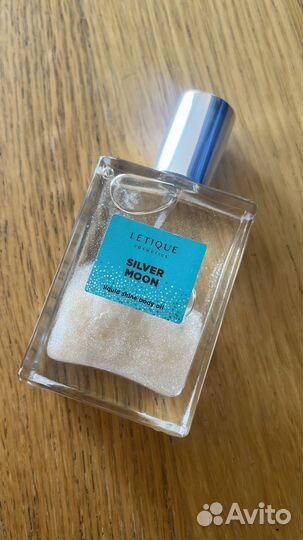 LETIQUE
COSMETICS
SILVER
MOON
liquid shine body oil
Avito